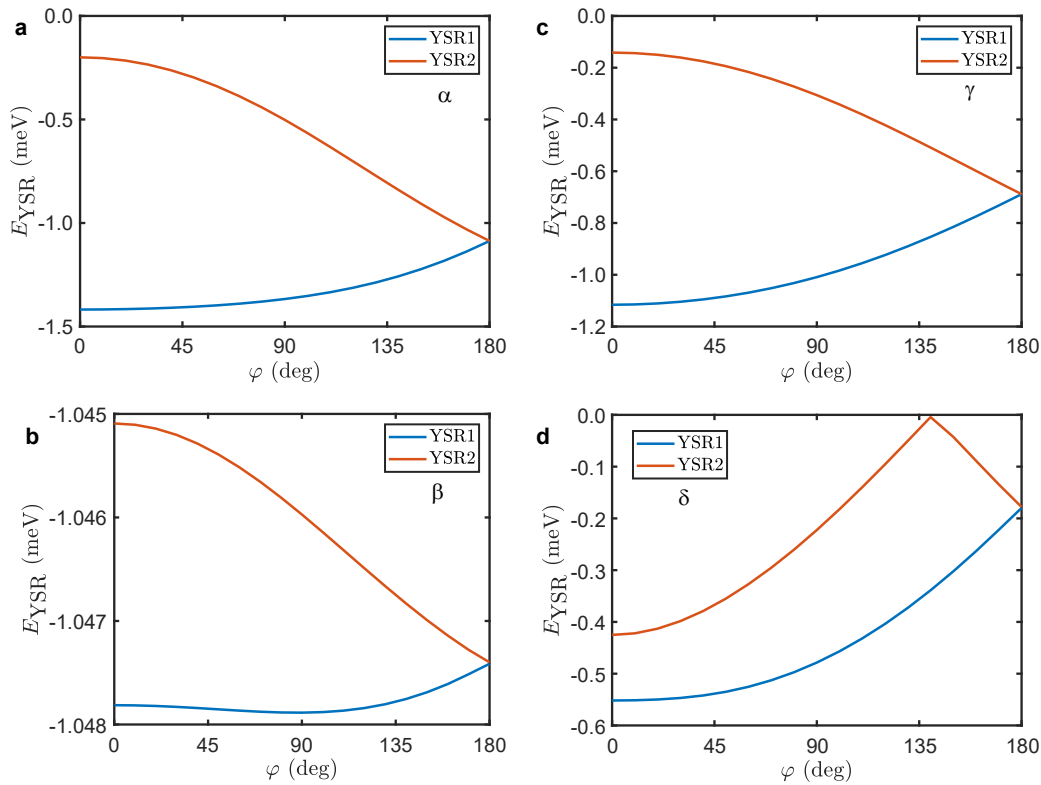 a
0.0
-0.5
-1.0
-1.5
E_YSR (meV)
YSR1
YSR2
α
0 45 90 135 180
φ (deg)
c
0.0
-0.2
-0.4
-0.6
-0.8
-1.0
-1.2
E_YSR (meV)
YSR1
YSR2
γ
0 45 90 135 180
φ (deg)
b
-1.045
-1.046
-1.047
-1.048
E_YSR (meV)
YSR1
YSR2
β
0 45 90 135 180
φ (deg)
d
0.0
-0.1
-0.2
-0.3
-0.4
-0.5
-0.6
E_YSR (meV)
YSR1
YSR2
δ
0 45 90 135 180
φ (deg)